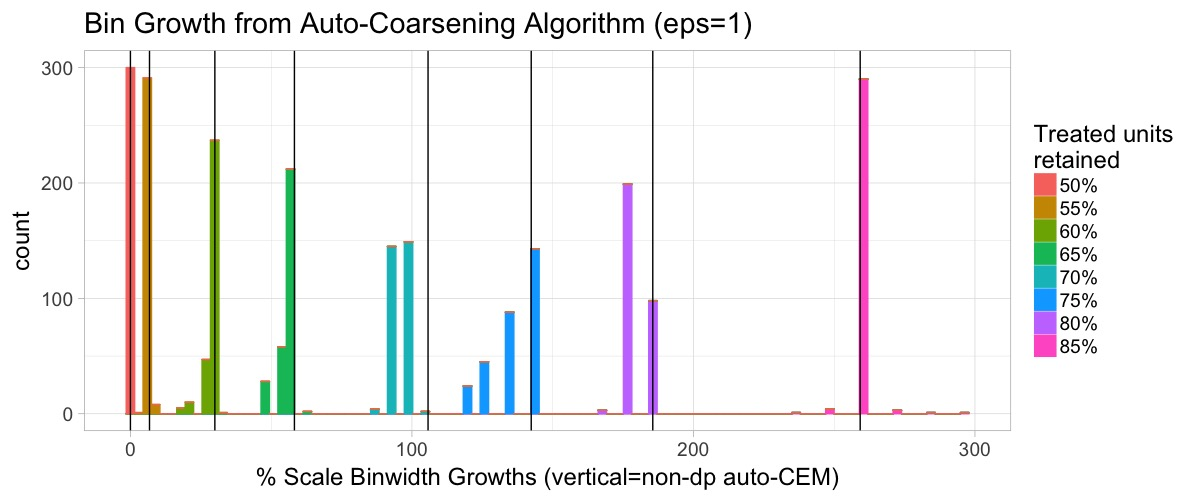 Bin Growth from Auto-Coarsening Algorithm (eps=1)
300
200
100
0
count
0 100 200 300
% Scale Binwidth Growths (vertical=non-dp auto-CEM)
Treated units
retained
50%
55%
60%
65%
70%
75%
80%
85%